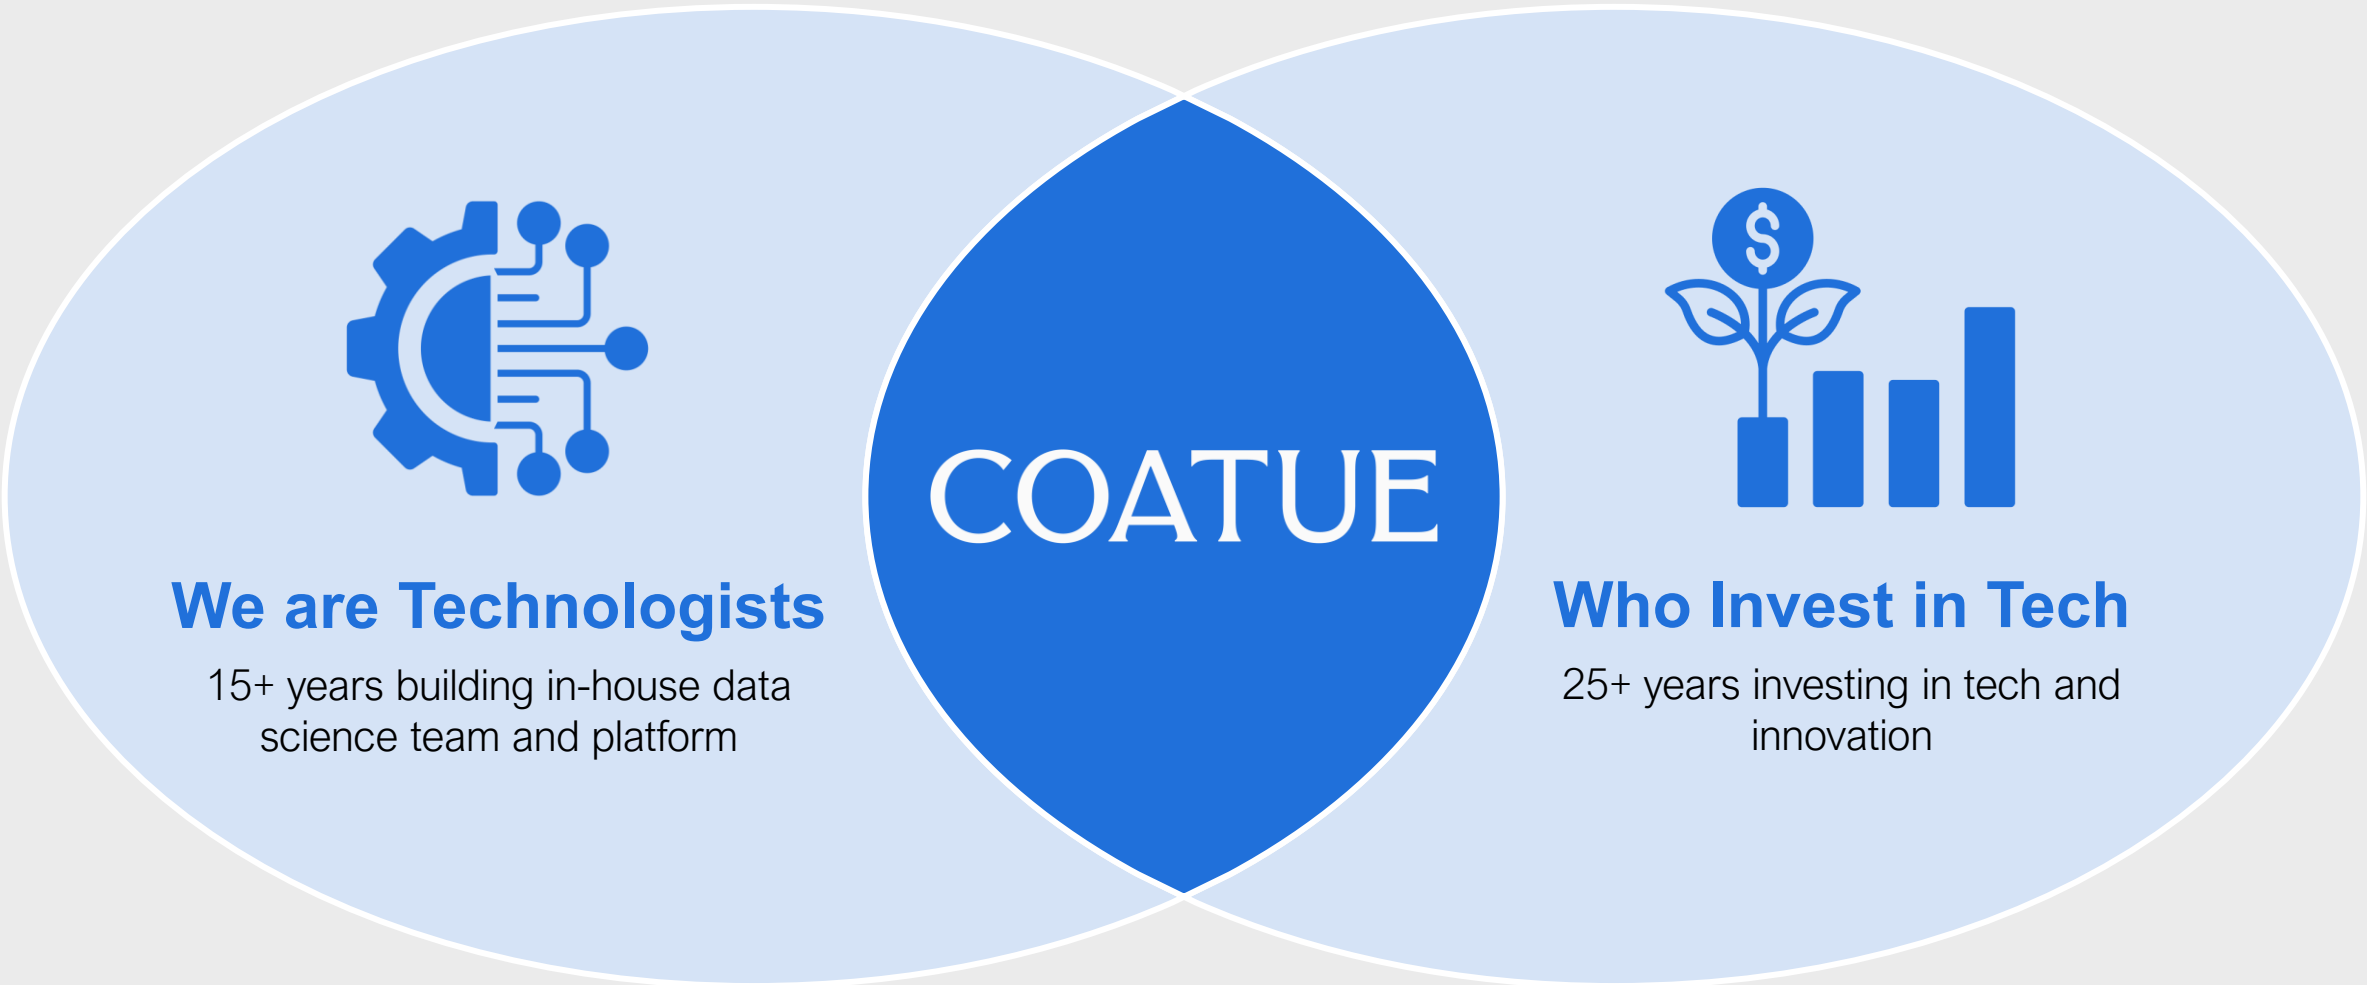 We are Technologists
15+ years building in-house data
science team and platform
COATUE
$
Who Invest in Tech
25+ years investing in tech and
innovation